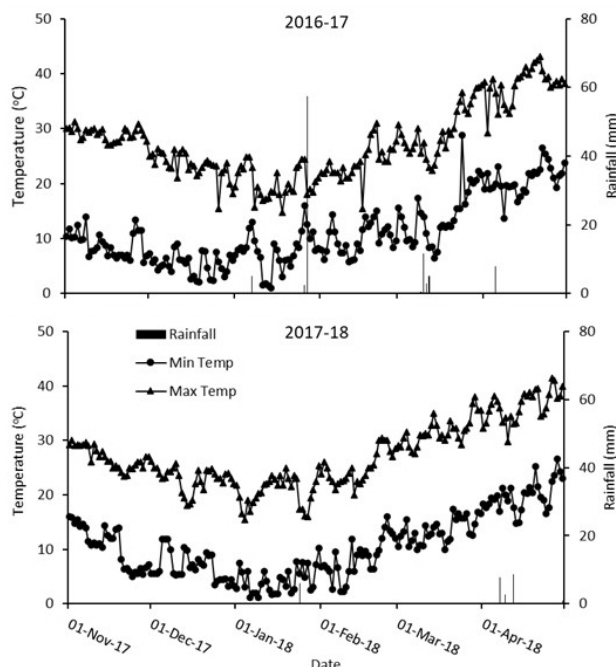 2016-17
Temperature (°C)
50
40
30
20
10
0
Rainfall (mm)
80
60
40
20
0
2017-18
Rainfall
Min Temp
Max Temp
Temperature (°C)
50
40
30
20
10
0
Rainfall (mm)
80
60
40
20
0
01-Nov-17
01-Dec-17
01-Jan-18
01-Feb-18
01-Mar-18
01-Apr-18
Date